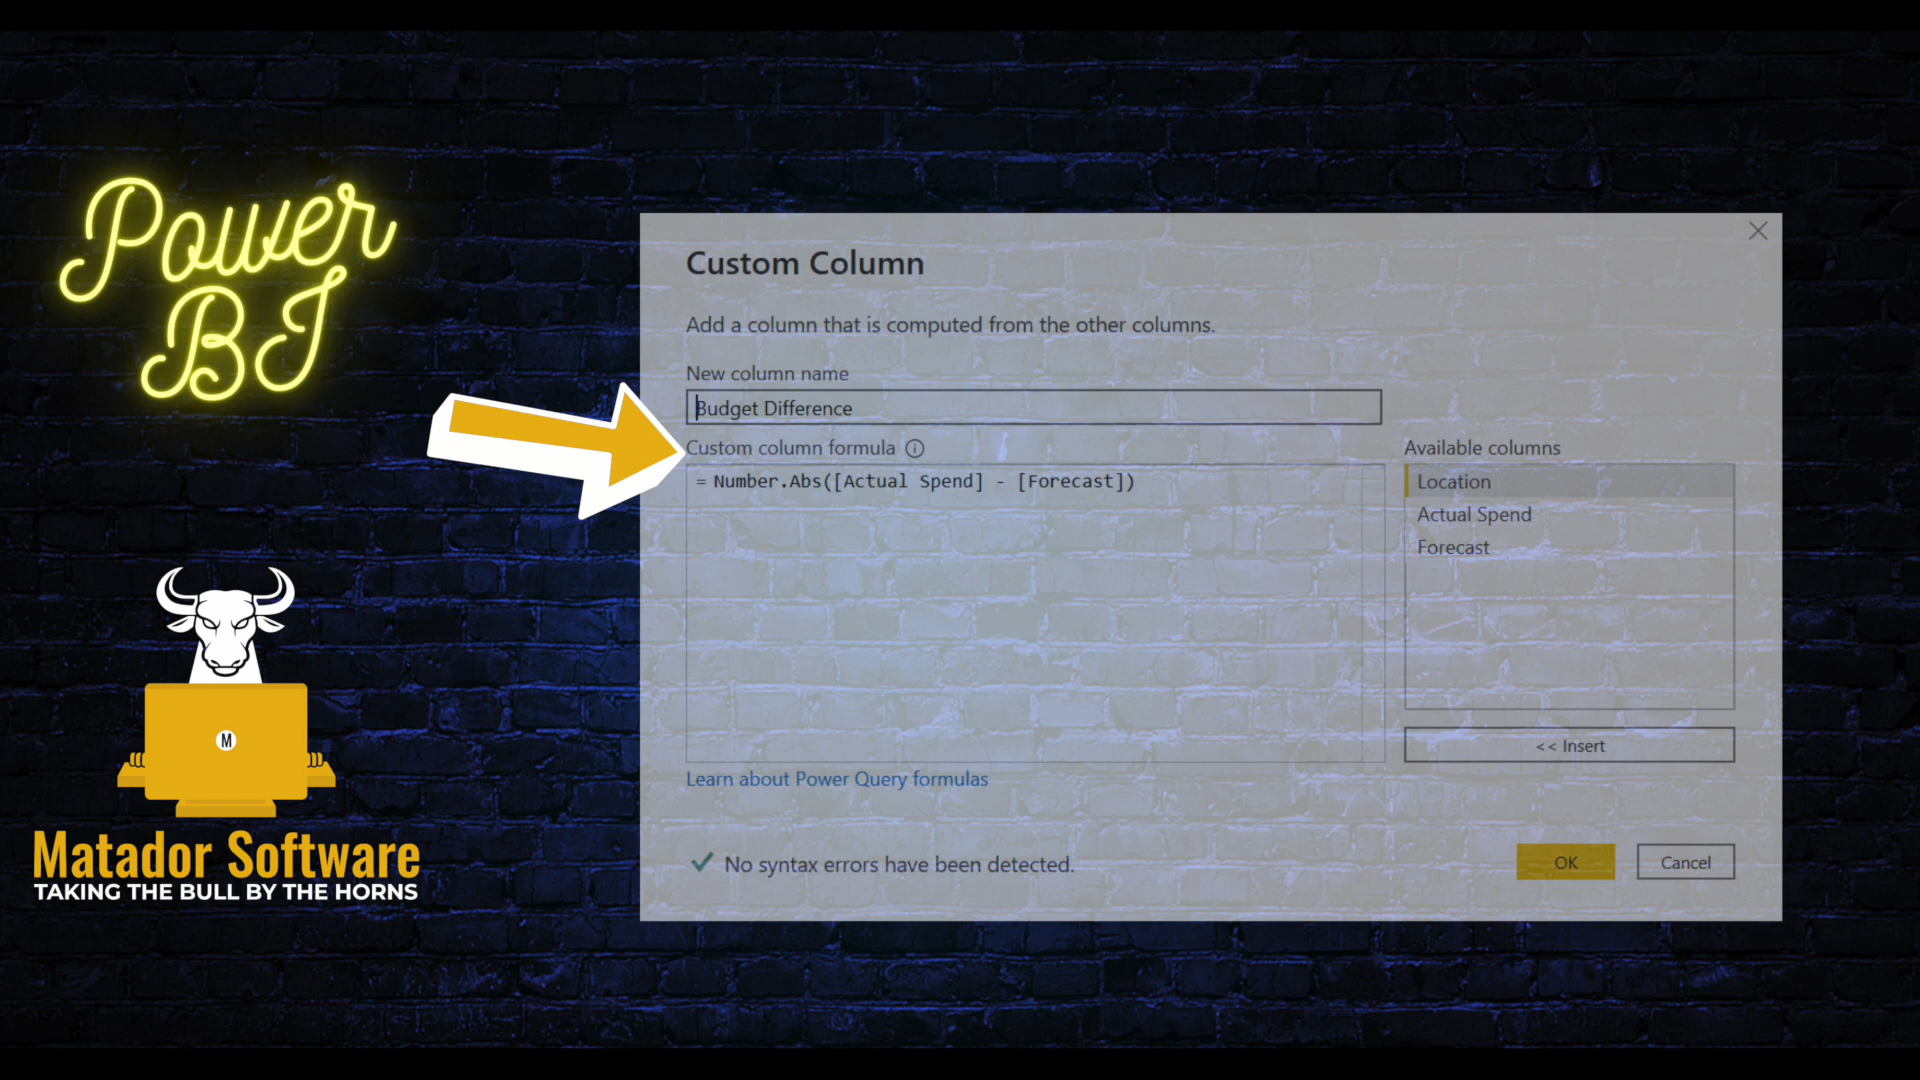 Power
BI
M
Matador Software
TAKING THE BULL BY THE HORNS
Custom Column
Add a column that is computed from the other columns.
New column name
Budget Difference
Custom column formula
= Number.Abs([Actual Spend] - [Forecast])
Available columns
Location
Actual Spend
Forecast
<< Insert
Learn about Power Query formulas
No syntax errors have been detected.
OK
Cancel